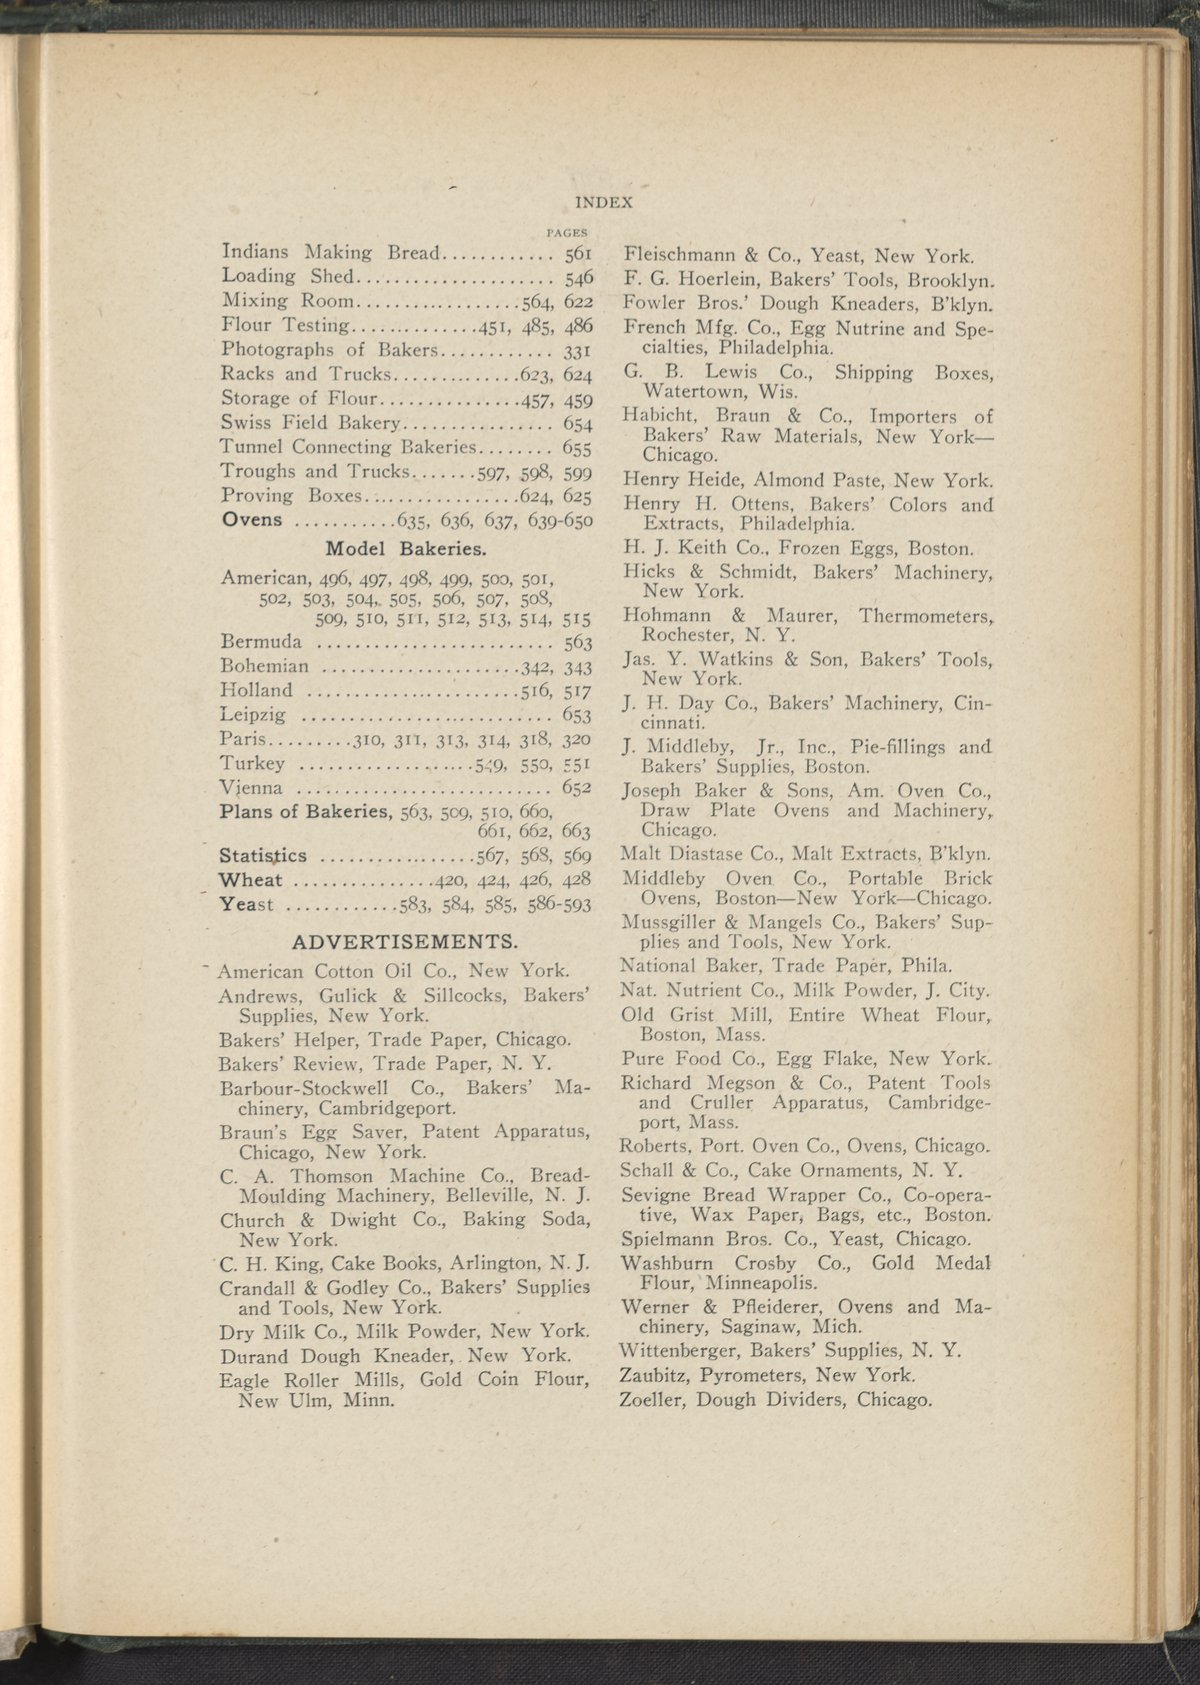 INDEX
PAGES
Indians Making Bread............ 561
Loading Shed..................... 546
Mixing Room..................564, 622
Flour Testing..............451, 485, 486
Photographs of Bakers............ 331
Racks and Trucks..............623, 624
Storage of Flour...............457, 459
Swiss Field Bakery................ 654
Tunnel Connecting Bakeries........ 655
Troughs and Trucks.......597, 598, 599
Proving Boxes.................624, 625
Ovens ...........635, 636, 637, 639-650
Model Bakeries.
American, 496, 497, 498, 499, 500, 501,
502, 503, 504, 505, 506, 507, 508,
509, 510, 511, 512, 513, 514, 515
Bermuda ......................... 563
Bohemian .....................342, 343
Holland .......................516, 517
Leipzig ........................... 653
Paris.........310, 311, 313, 314, 318, 320
Turkey ...................549, 550, 551
Vienna ........................... 652
Plans of Bakeries, 563, 509, 510, 660,
661, 662, 663
Statistics .................567, 568, 569
Wheat ...............420, 424, 426, 428
Yeast ............583, 584, 585, 586-593
ADVERTISEMENTS.
American Cotton Oil Co., New York.
Andrews, Gulick & Sillcocks, Bakers'
Supplies, New York.
Bakers' Helper, Trade Paper, Chicago.
Bakers' Review, Trade Paper, N. Y.
Barbour-Stockwell Co., Bakers' Ma-
chinery, Cambridgeport.
Braun's Egg Saver, Patent Apparatus,
Chicago, New York.
C. A. Thomson Machine Co., Bread-
Moulding Machinery, Belleville, N. J.
Church & Dwight Co., Baking Soda,
New York.
C. H. King, Cake Books, Arlington, N. J.
Crandall & Godley Co., Bakers' Supplies
and Tools, New York.
Dry Milk Co., Milk Powder, New York.
Durand Dough Kneader, New York.
Eagle Roller Mills, Gold Coin Flour,
New Ulm, Minn.
Fleischmann & Co., Yeast, New York.
F. G. Hoerlein, Bakers' Tools, Brooklyn.
Fowler Bros.' Dough Kneaders, B'klyn.
French Mfg. Co., Egg Nutrine and Spe-
cialties, Philadelphia.
G. B. Lewis Co., Shipping Boxes,
Watertown, Wis.
Habicht, Braun & Co., Importers of
Bakers' Raw Materials, New York—
Chicago.
Henry Heide, Almond Paste, New York.
Henry H. Ottens, Bakers' Colors and
Extracts, Philadelphia.
H. J. Keith Co., Frozen Eggs, Boston.
Hicks & Schmidt, Bakers' Machinery,
New York.
Hohmann & Maurer, Thermometers,
Rochester, N. Y.
Jas. Y. Watkins & Son, Bakers' Tools,
New York.
J. H. Day Co., Bakers' Machinery, Cin-
cinnati.
J. Middleby, Jr., Inc., Pie-fillings and
Bakers' Supplies, Boston.
Joseph Baker & Sons, Am. Oven Co.,
Draw Plate Ovens and Machinery,
Chicago.
Malt Diastase Co., Malt Extracts, B'klyn.
Middleby Oven Co., Portable Brick
Ovens, Boston—New York—Chicago.
Mussgiller & Mangels Co., Bakers' Sup-
plies and Tools, New York.
National Baker, Trade Paper, Phila.
Nat. Nutrient Co., Milk Powder, J. City.
Old Grist Mill, Entire Wheat Flour,
Boston, Mass.
Pure Food Co., Egg Flake, New York.
Richard Megson & Co., Patent Tools
and Cruller Apparatus, Cambridge-
port, Mass.
Roberts, Port. Oven Co., Ovens, Chicago.
Schall & Co., Cake Ornaments, N. Y.
Sevigne Bread Wrapper Co., Co-opera-
tive, Wax Paper, Bags, etc., Boston.
Spielmann Bros. Co., Yeast, Chicago.
Washburn Crosby Co., Gold Medal
Flour, Minneapolis.
Werner & Pfleiderer, Ovens and Ma-
chinery, Saginaw, Mich.
Wittenberger, Bakers' Supplies, N. Y.
Zaubitz, Pyrometers, New York.
Zoeller, Dough Dividers, Chicago.